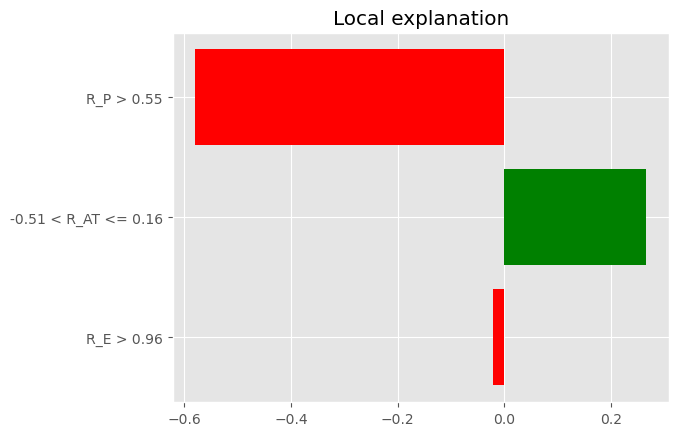 Local explanation
R_P > 0.55
-0.51 < R_AT <= 0.16
R_E > 0.96
−0.6
−0.4
−0.2
0.0
0.2